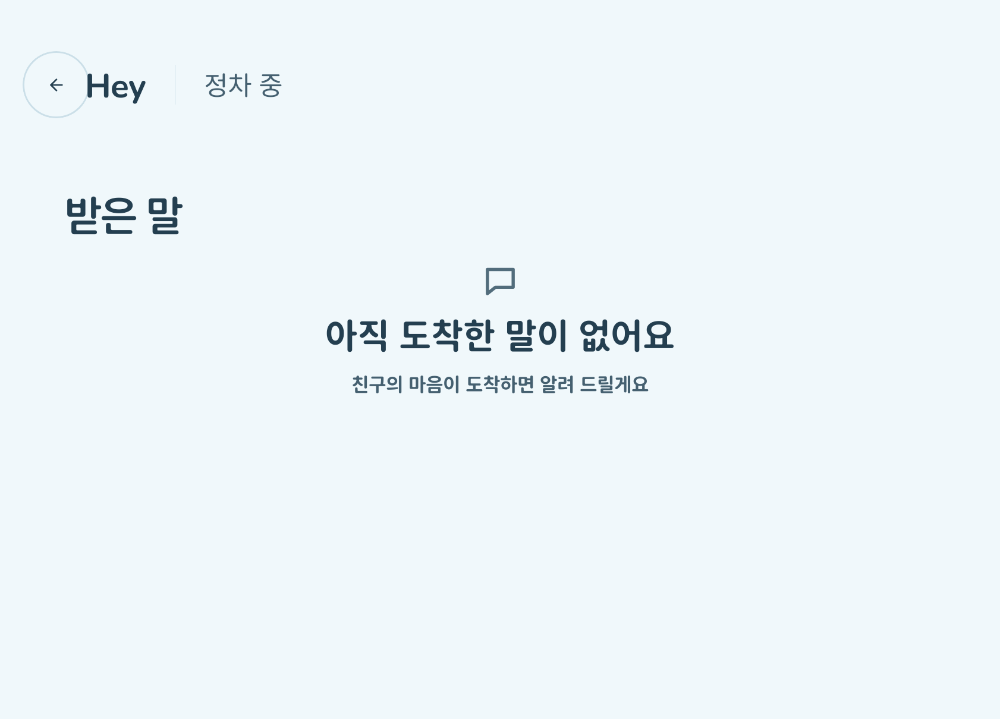 Hey 정차 중
받은 말
아직 도착한 말이 없어요
친구의 마음이 도착하면 알려 드릴게요